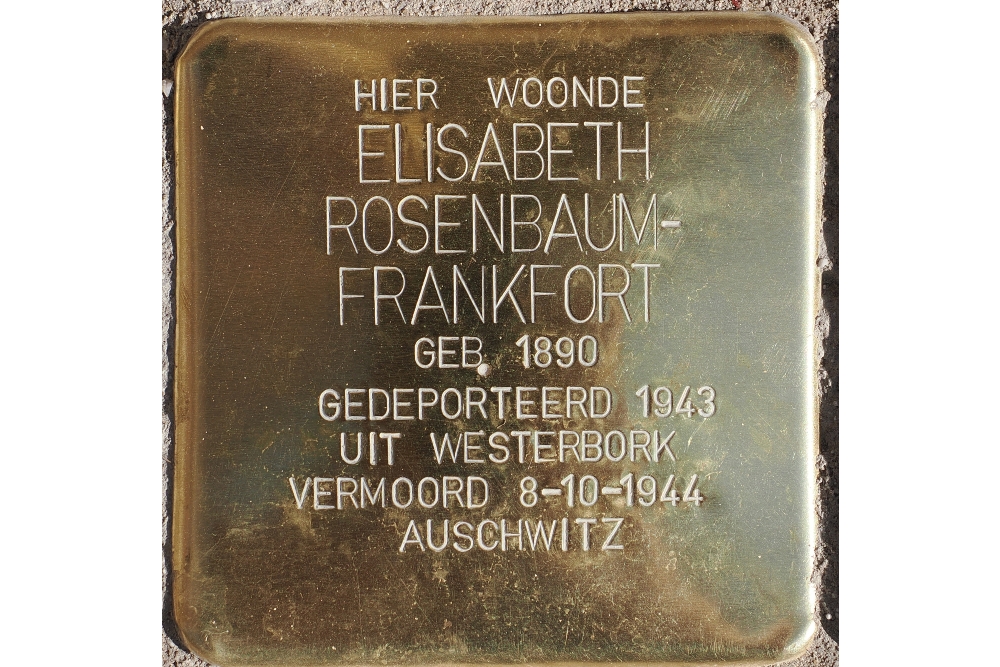 HIER WOONDE
ELISABETH
ROSENBAUM-
FRANKFORT
GEB. 1890
GEDEPORTEERD 1943
UIT WESTERBORK
VERMOORD 8-10-1944
AUSCHWITZ